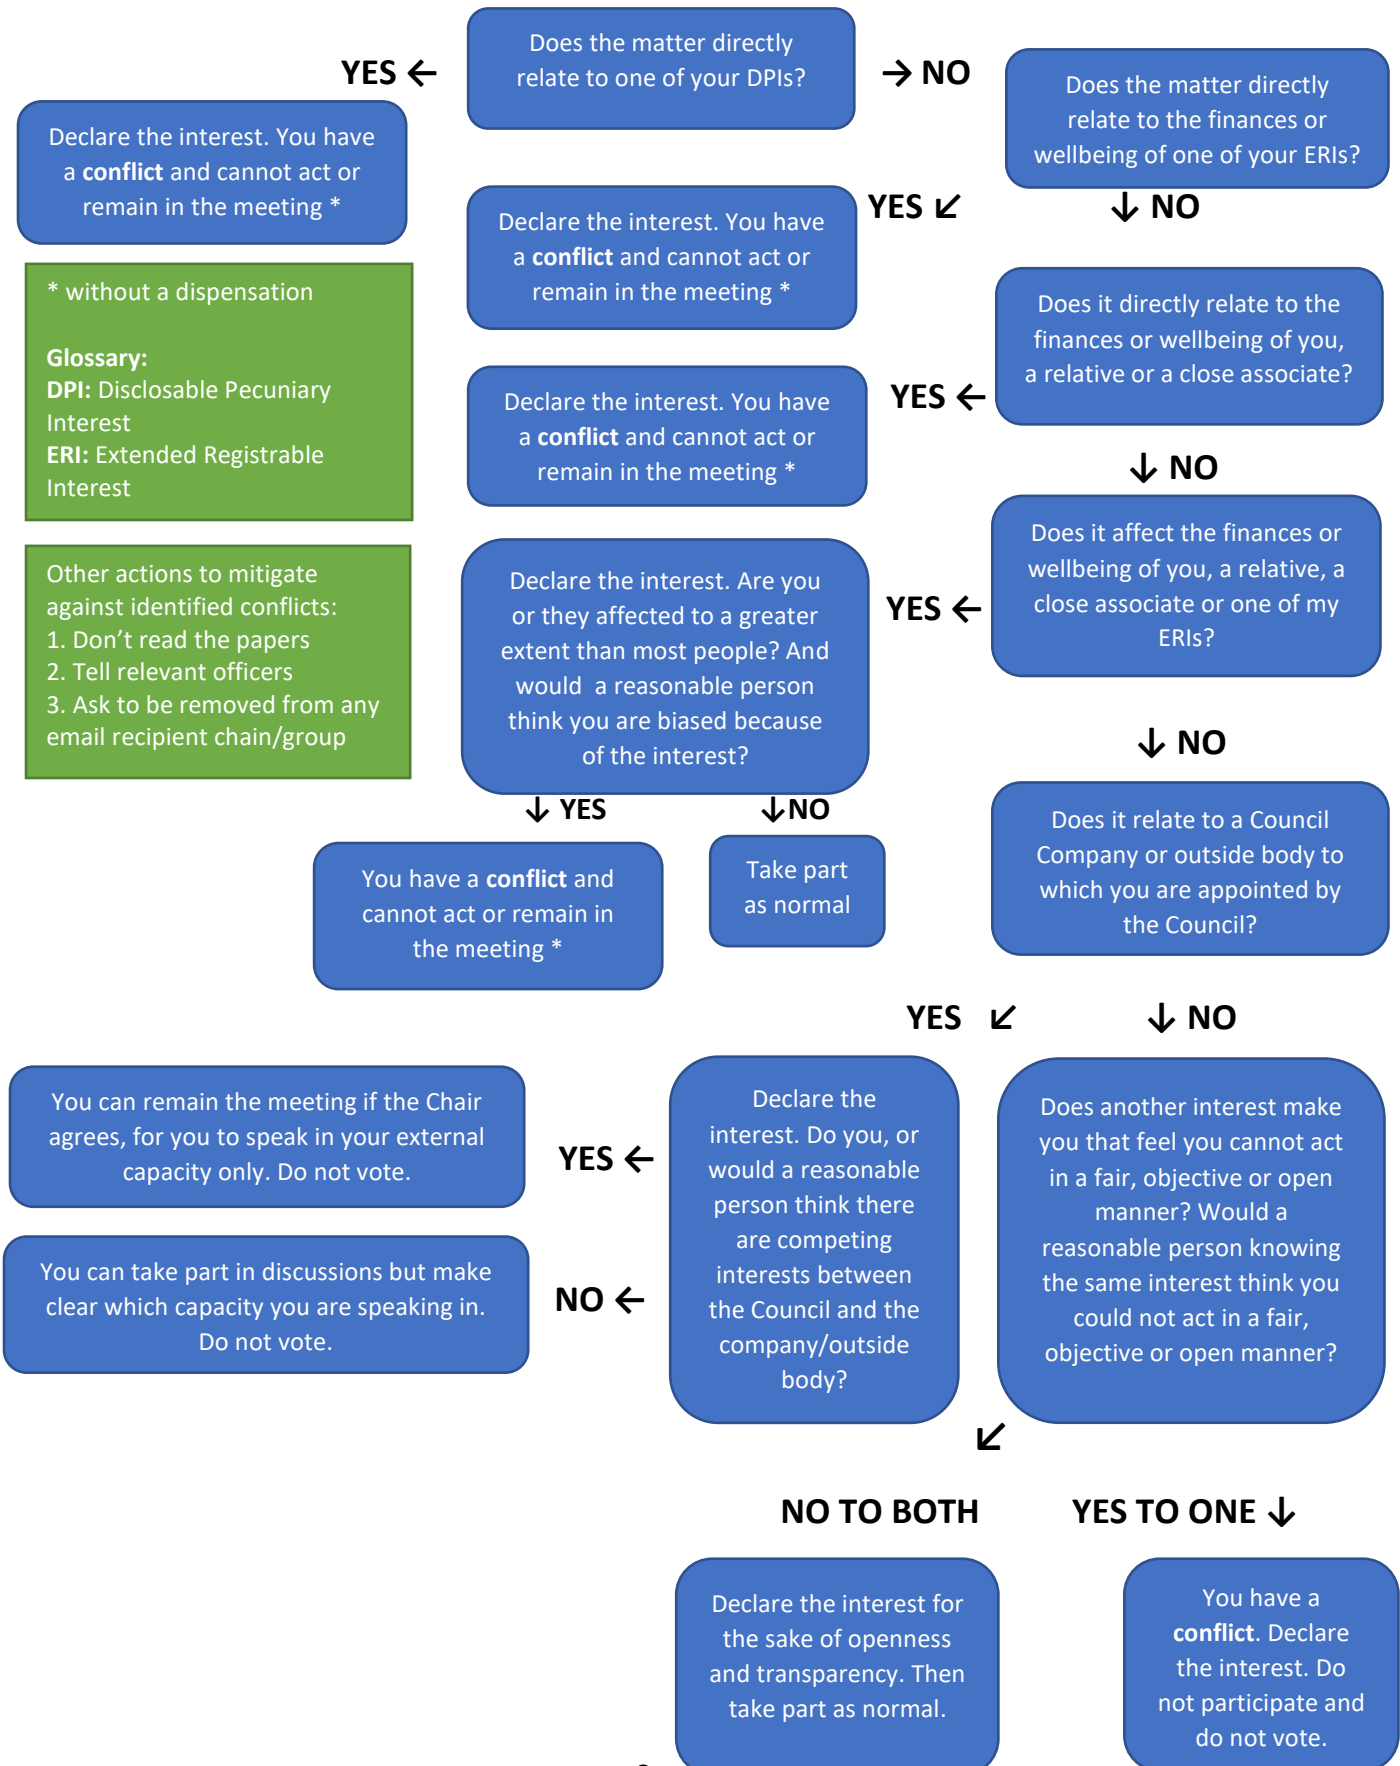 Does the matter directly
relate to one of your DPIs?
YES ←
→ NO
Declare the interest. You have
a conflict and cannot act or
remain in the meeting *
Does the matter directly
relate to the finances or
wellbeing of one of your ERIs?
YES ↙
↓ NO
Declare the interest. You have
a conflict and cannot act or
remain in the meeting *
* without a dispensation
Glossary:
DPI: Disclosable Pecuniary
Interest
ERI: Extended Registrable
Interest
Does it directly relate to the
finances or wellbeing of you,
a relative or a close associate?
YES ←
↓ NO
Declare the interest. You have
a conflict and cannot act or
remain in the meeting *
Does it affect the finances or
wellbeing of you, a relative, a
close associate or one of my
ERIs?
YES ←
↓ NO
Declare the interest. Are you
or they affected to a greater
extent than most people? And
would  a reasonable person
think you are biased because
of the interest?
Other actions to mitigate
against identified conflicts:
1. Don’t read the papers
2. Tell relevant officers
3. Ask to be removed from any
email recipient chain/group
↓ YES
↓NO
You have a conflict and
cannot act or remain in
the meeting *
Take part
as normal
Does it relate to a Council
Company or outside body to
which you are appointed by
the Council?
YES ↙
↓ NO
Declare the
interest. Do you, or
would a reasonable
person think there
are competing
interests between
the Council and the
company/outside
body?
YES ←
You can remain the meeting if the Chair
agrees, for you to speak in your external
capacity only. Do not vote.
NO ←
You can take part in discussions but make
clear which capacity you are speaking in.
Do not vote.
Does another interest make
you that feel you cannot act
in a fair, objective or open
manner? Would a
reasonable person knowing
the same interest think you
could not act in a fair,
objective or open manner?
↙
NO TO BOTH
YES TO ONE ↓
Declare the interest for
the sake of openness
and transparency. Then
take part as normal.
You have a
conflict. Declare
the interest. Do
not participate and
do not vote.